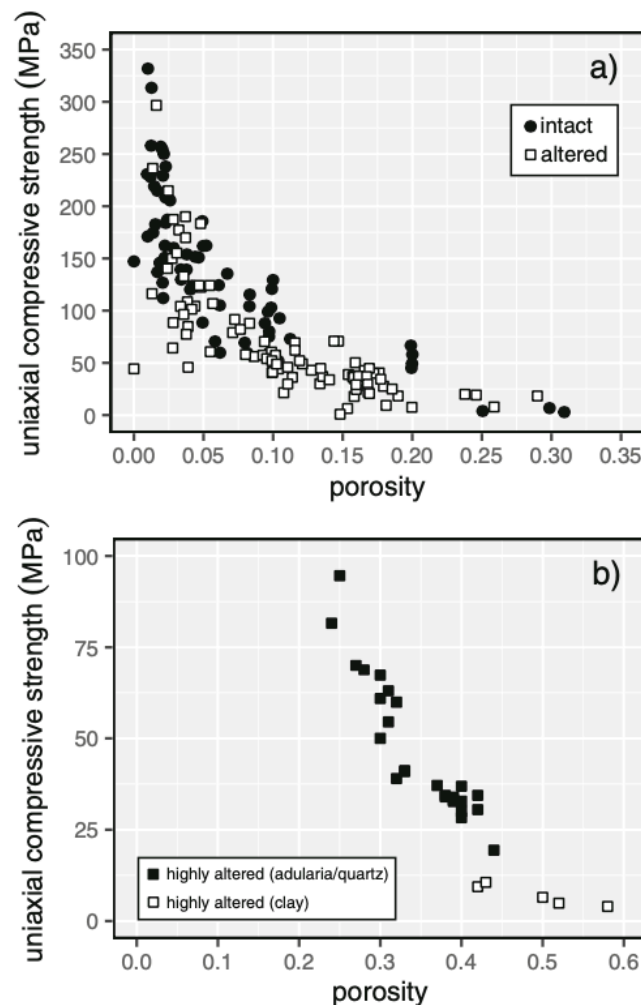 a)
uniaxial compressive strength (MPa)
350
300
250
200
150
100
50
0
intact
altered
0.00 0.05 0.10 0.15 0.20 0.25 0.30 0.35
porosity
b)
uniaxial compressive strength (MPa)
100
75
50
25
0
highly altered (adularia/quartz)
highly altered (clay)
0.0 0.1 0.2 0.3 0.4 0.5 0.6
porosity